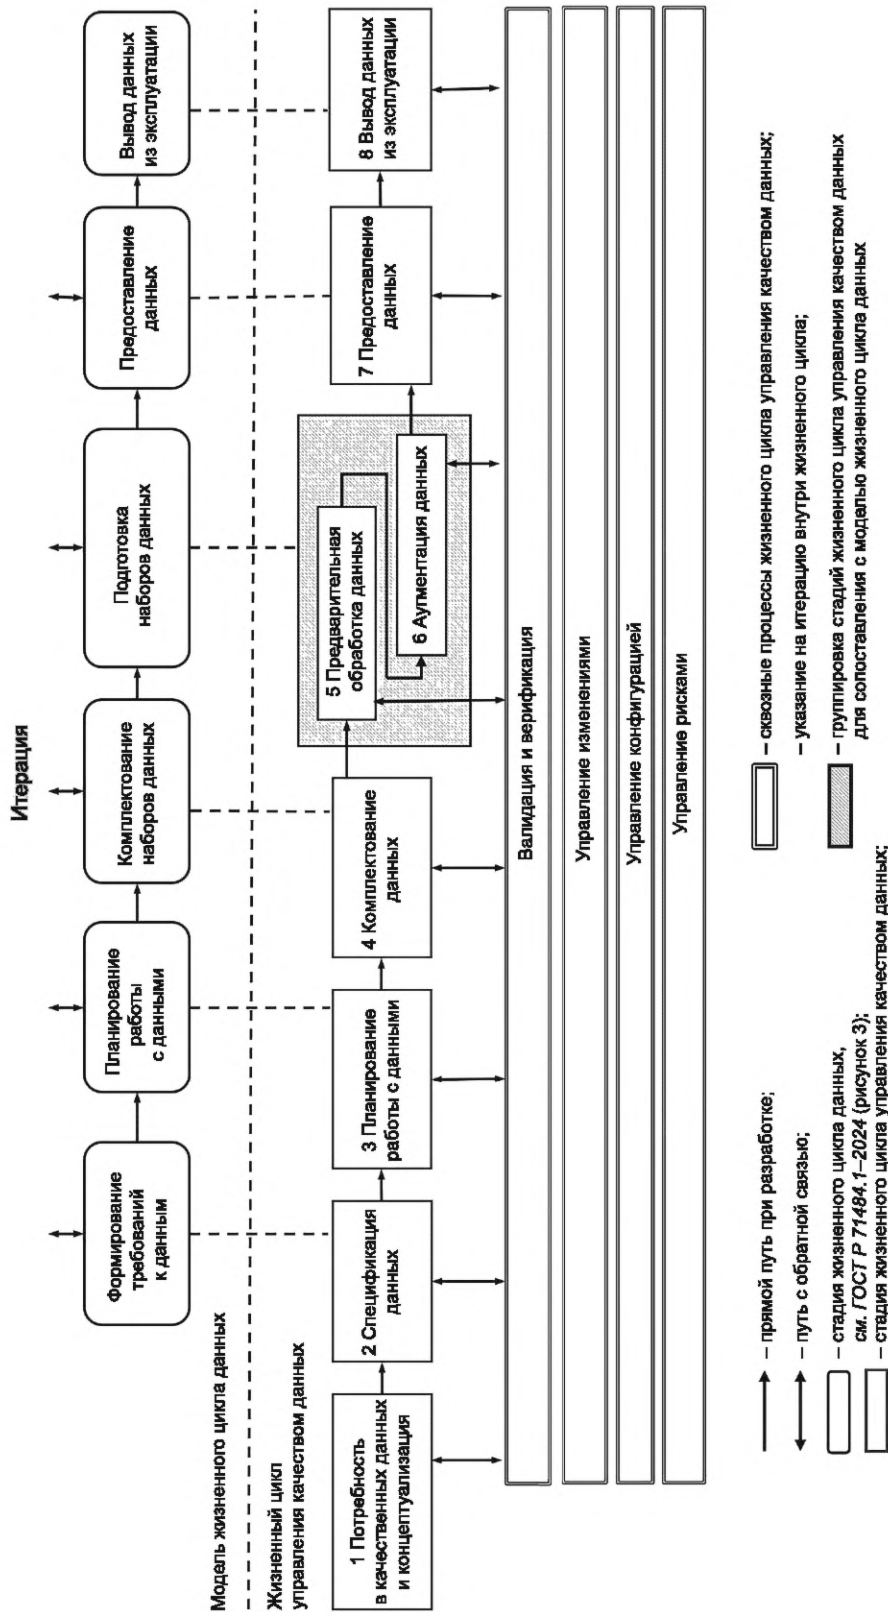 Итерация
Формирование
требований
к данным
Планирование
работы
с данными
Комплектование
наборов данных
Подготовка
наборов данных
Предоставление
данных
Вывод данных
из эксплуатации
Модель жизненного цикла данных
Жизненный цикл
управления качеством данных
1 Потребность
в качественных данных
и концептуализация
2 Спецификация
данных
3 Планирование
работы с данными
4 Комплектование
данных
5 Предварительная
обработка данных
6 Аугментация данных
7 Предоставление
данных
8 Вывод данных
из эксплуатации
Валидация и верификация
Управление изменениями
Управление конфигурацией
Управление рисками
– прямой путь при разработке;
– путь с обратной связью;
– стадия жизненного цикла данных,
см. ГОСТ Р 71484.1–2024 (рисунок 3);
– стадия жизненного цикла управления качеством данных;
– сквозные процессы жизненного цикла управления качеством данных;
– указание на итерацию внутри жизненного цикла;
– группировка стадий жизненного цикла управления качеством данных
для сопоставления с моделью жизненного цикла данных